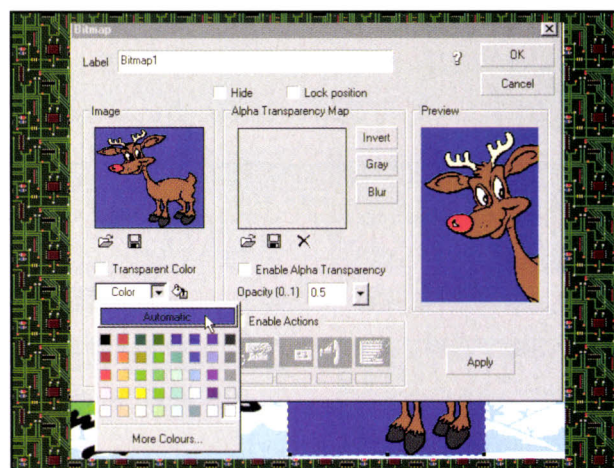 Bitmap
Label Bitmap1
OK
Cancel
Hide
Lock position
Image
Alpha Transparency Map
Preview
Invert
Gray
Blur
Transparent Color
Enable Alpha Transparency
Color
Opacity (0..1) 0.5
Automatic
Enable Actions
Apply
More Colours...